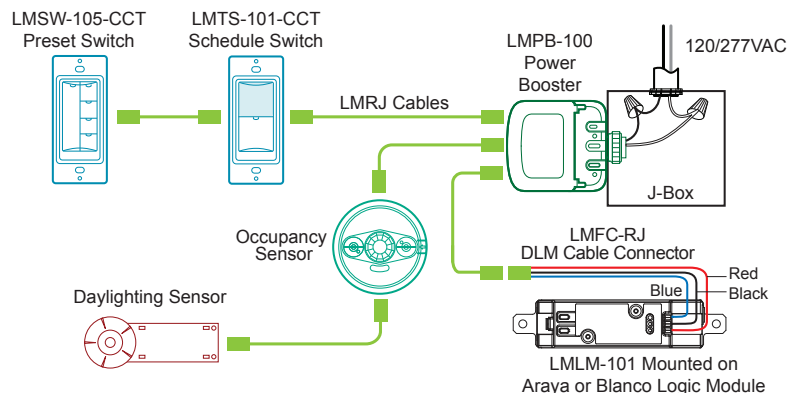 LMSW-105-CCT
Preset Switch
LMTS-101-CCT
Schedule Switch
LMPB-100
Power
Booster
120/277VAC
LMRJ Cables
J-Box
Occupancy
Sensor
LMFC-RJ
DLM Cable Connector
Red
Blue
Black
Daylighting Sensor
LMLM-101 Mounted on
Araya or Blanco Logic Module